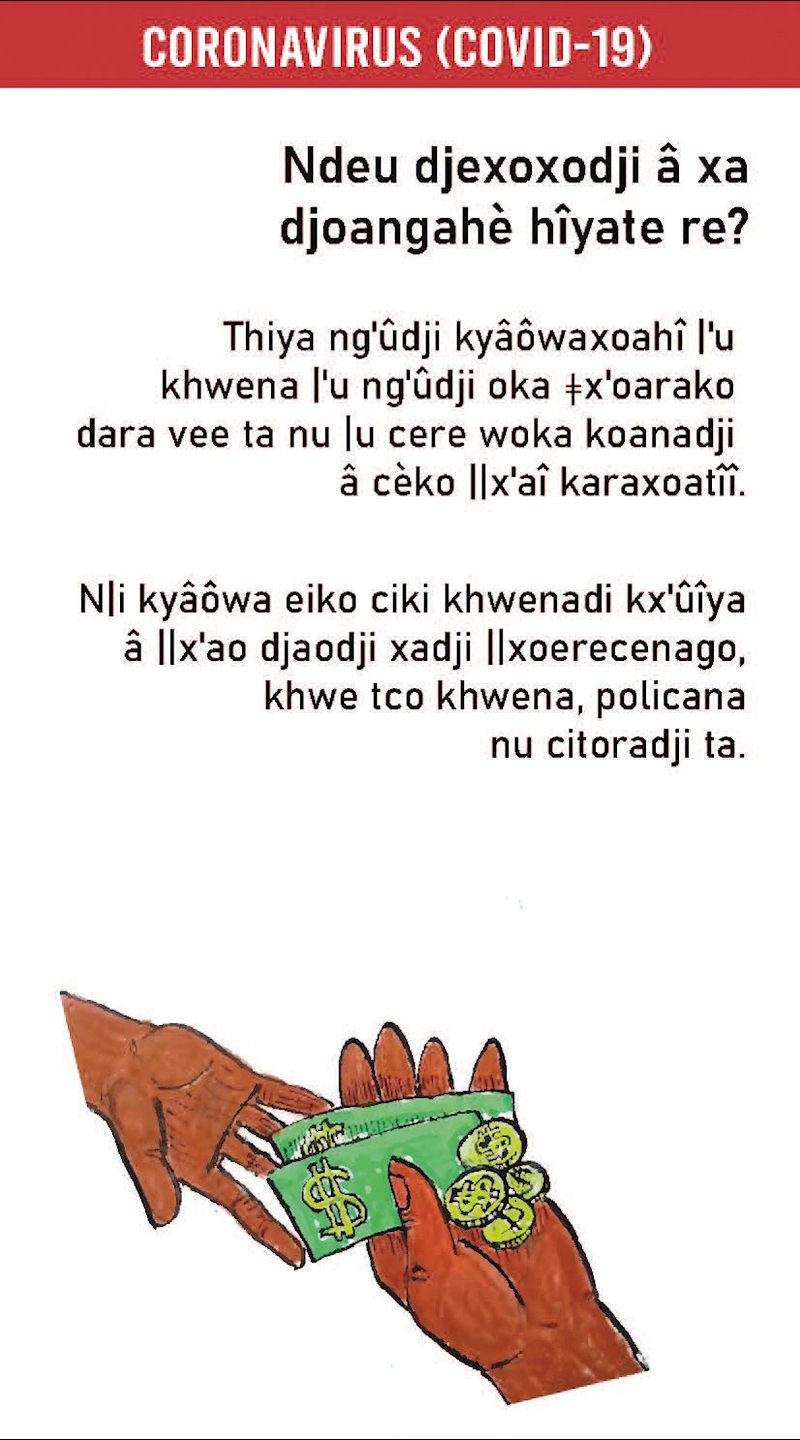 CORONAVIRUS (COVID-19)
Ndeu djexoxodji â xa
djoangahè hîyate re?
Thiya ng'ûdji kyâôwaxoahî |'u
khwena |'u ng'ûdji oka ǂx'oarako
dara vee ta nu |u cere woka koanadji
â cèko ||x'aî karaxoatîî.
N|i kyâôwa eiko ciki khwenadi kx'ûîya
â ||x'ao djaodji xadji ||xoerecenago,
khwe tco khwena, policana
nu citoradji ta.